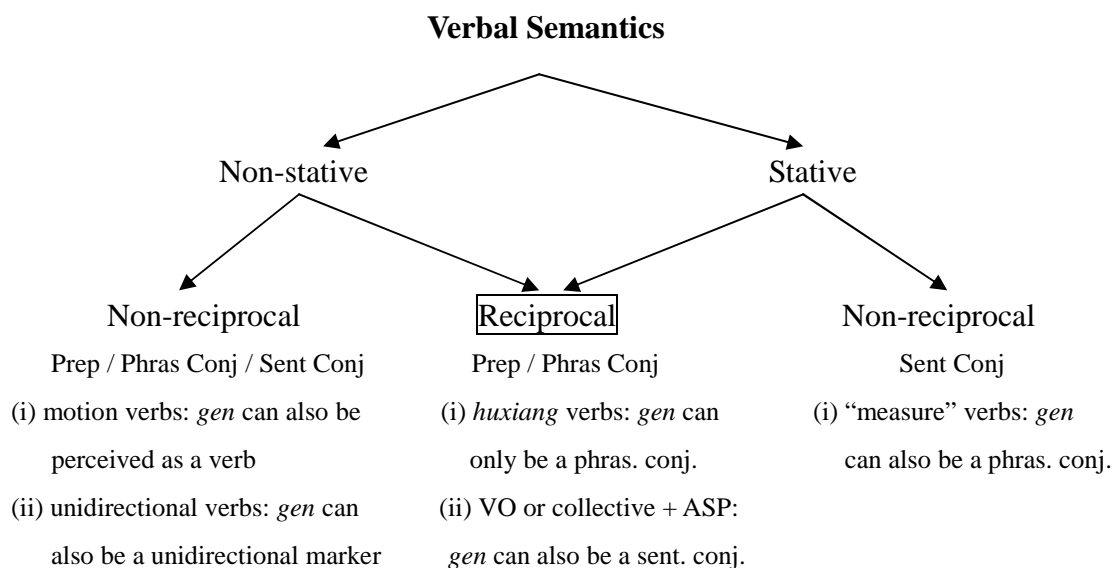 Verbal Semantics
Non-stative
Stative
Non-reciprocal
Prep / Phras Conj / Sent Conj
(i) motion verbs: gen can also be
perceived as a verb
(ii) unidirectional verbs: gen can
also be a unidirectional marker
Reciprocal
Prep / Phras Conj
(i) huxiang verbs: gen can
only be a phras. conj.
(ii) VO or collective + ASP:
gen can also be a sent. conj.
Non-reciprocal
Sent Conj
(i) “measure” verbs: gen
can also be a phras. conj.